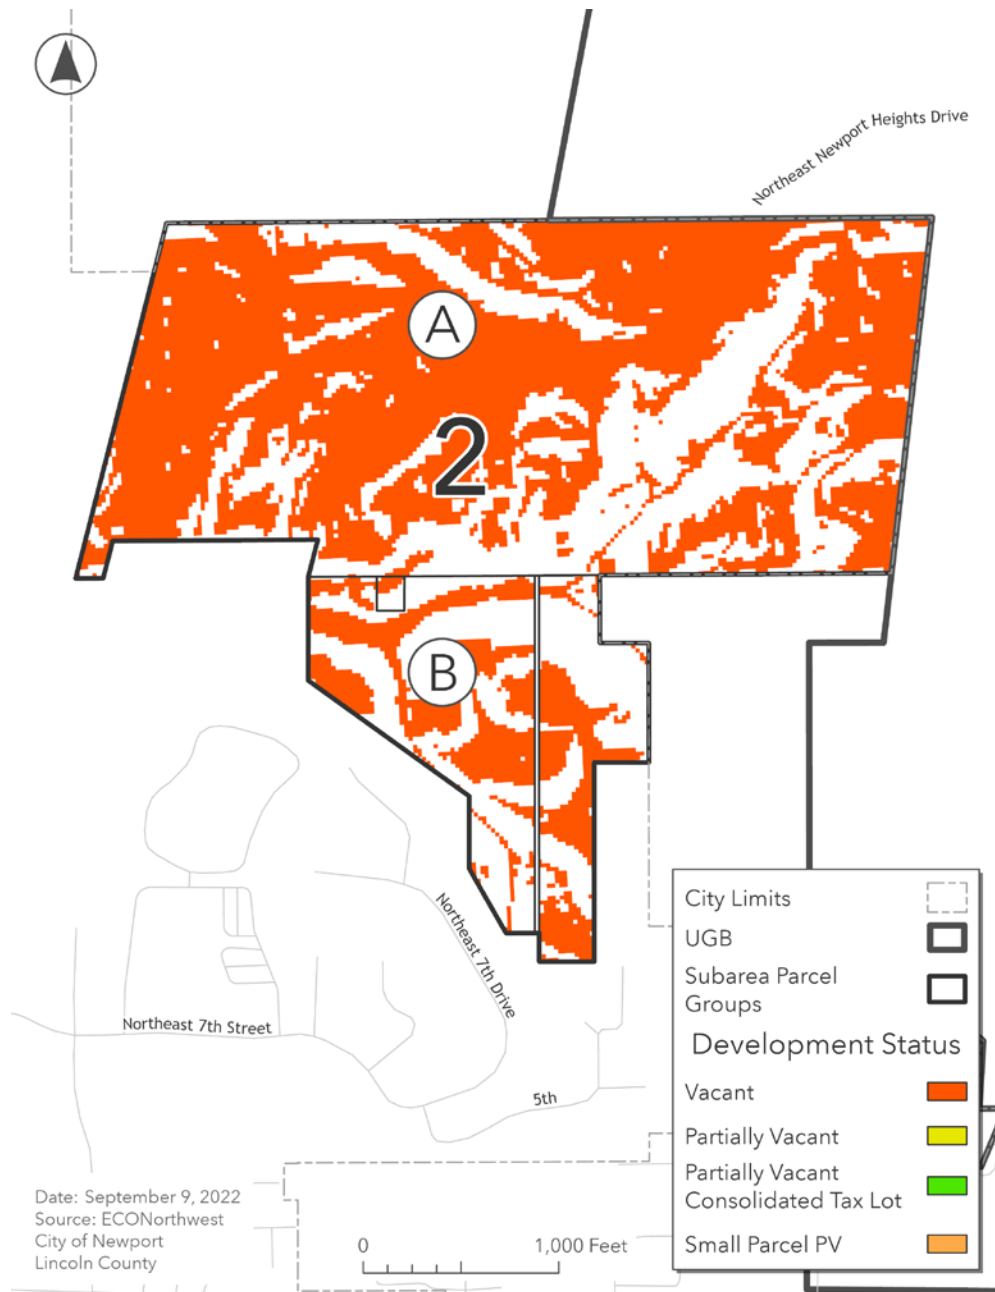 Northeast Newport Heights Drive
A
2
B
Northeast 7th Drive
Northeast 7th Street
5th
City Limits
UGB
Subarea Parcel
Groups
Development Status
Vacant
Partially Vacant
Partially Vacant
Consolidated Tax Lot
Small Parcel PV
Date: September 9, 2022
Source: ECONorthwest
City of Newport
Lincoln County
0 1,000 Feet